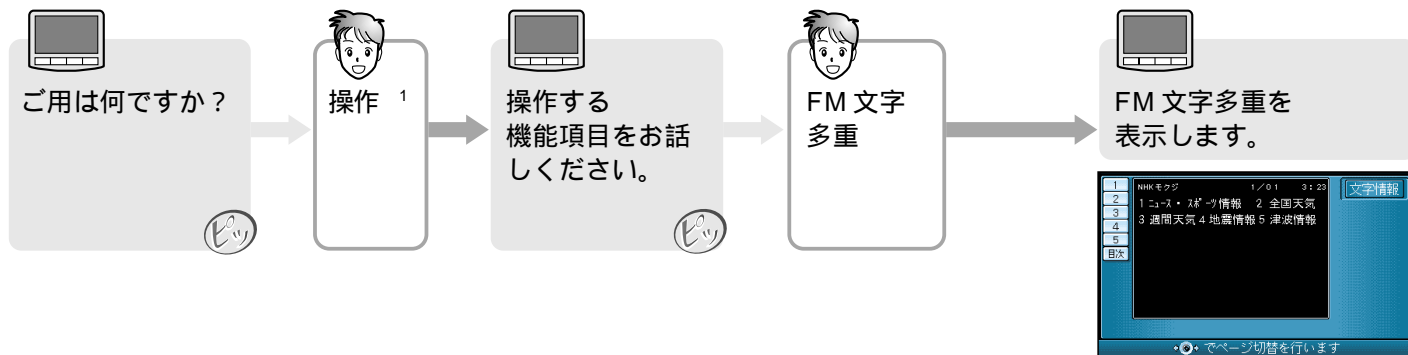 ご用は何ですか？
ピッ
操作 1
操作する
機能項目をお話
しください。
ピッ
FM 文字
多重
FM 文字多重を
表示します。
1
2
3
4
5
目次
NHKモクジ 1／01 3：23
1 ニュース・スポーツ情報 2 全国天気
3 週間天気 4 地震情報 5 津波情報
文字情報
でページ切替を行います